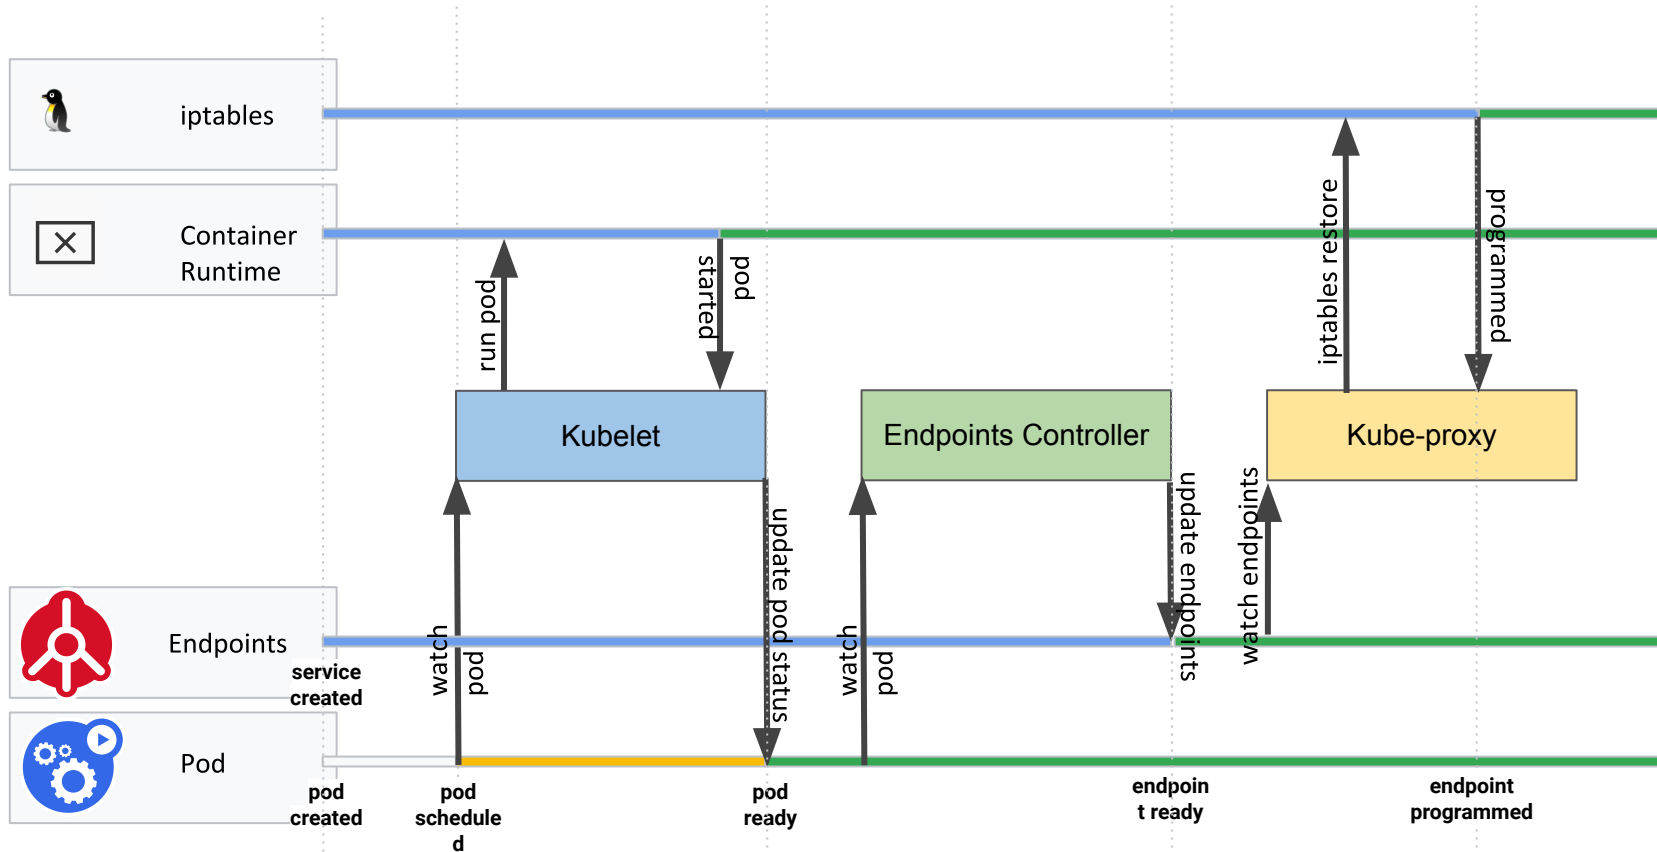 iptables
Container
Runtime
run pod
pod
started
iptables restore
programmed
Kubelet
Endpoints Controller
Kube-proxy
watch
pod
update pod status
watch
pod
update endpoints
watch endpoints
Endpoints
service
created
Pod
pod
created
pod
schedule
d
pod
ready
endpoin
t ready
endpoint
programmed